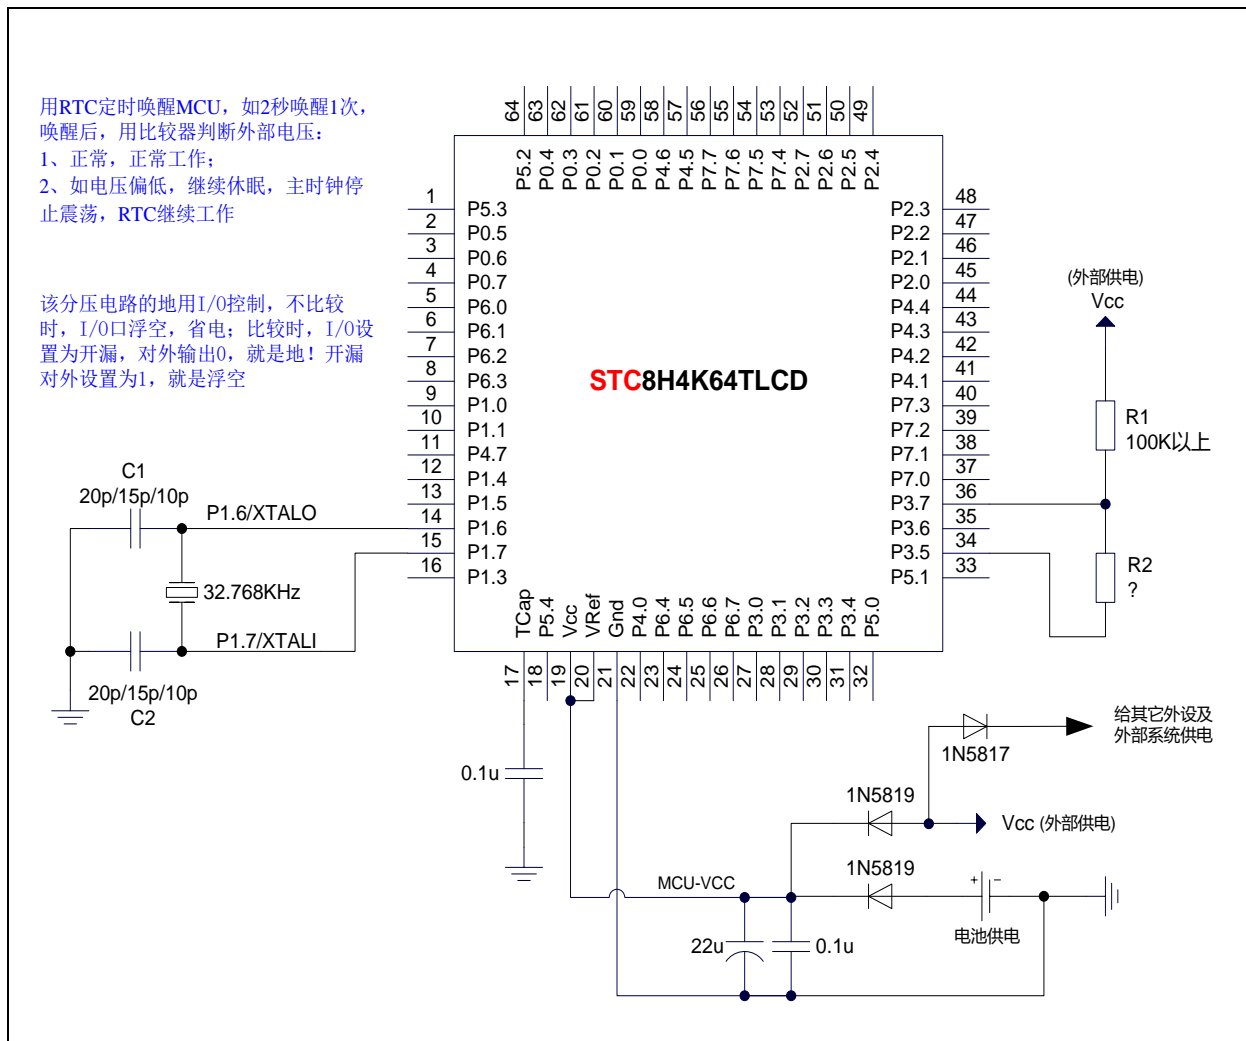 用RTC定时唤醒MCU，如2秒唤醒1次，
唤醒后，用比较器判断外部电压：
1、正常，正常工作；
2、如电压偏低，继续休眠，主时钟停
止震荡，RTC继续工作
该分压电路的地用I/O控制，不比较
时，I/O口浮空，省电；比较时，I/O设
置为开漏，对外输出0，就是地！开漏
对外设置为1，就是浮空
64 63 62 61 60 59 58 57 56 55 54 53 52 51 50 49
P5.2 P0.4 P0.3 P0.2 P0.1 P0.0 P4.6 P4.5 P7.7 P7.6 P7.5 P7.4 P2.7 P2.6 P2.5 P2.4
1 P5.3
2 P0.5
3 P0.6
4 P0.7
5 P6.0
6 P6.1
7 P6.2
8 P6.3
9 P1.0
10 P1.1
11 P4.7
12 P1.4
13 P1.5
14 P1.6
15 P1.7
16 P1.3
STC8H4K64TLCD
P2.3 48
P2.2 47
P2.1 46
P2.0 45
P4.4 44
P4.3 43
P4.2 42
P4.1 41
P7.3 40
P7.2 39
P7.1 38
P7.0 37
P3.7 36
P3.6 35
P3.5 34
P5.1 33
TCap P5.4 Vcc VRef Gnd P4.0 P6.4 P6.5 P6.6 P6.7 P3.0 P3.1 P3.2 P3.3 P3.4 P5.0
17 18 19 20 21 22 23 24 25 26 27 28 29 30 31 32
C1
20p/15p/10p
P1.6/XTALO
32.768KHz
P1.7/XTALI
20p/15p/10p
C2
(外部供电)
Vcc
R1
100K以上
R2
?
0.1u
1N5817
给其它外设及
外部系统供电
1N5819
Vcc (外部供电)
1N5819
MCU-VCC
+ −
电池供电
22u
0.1u